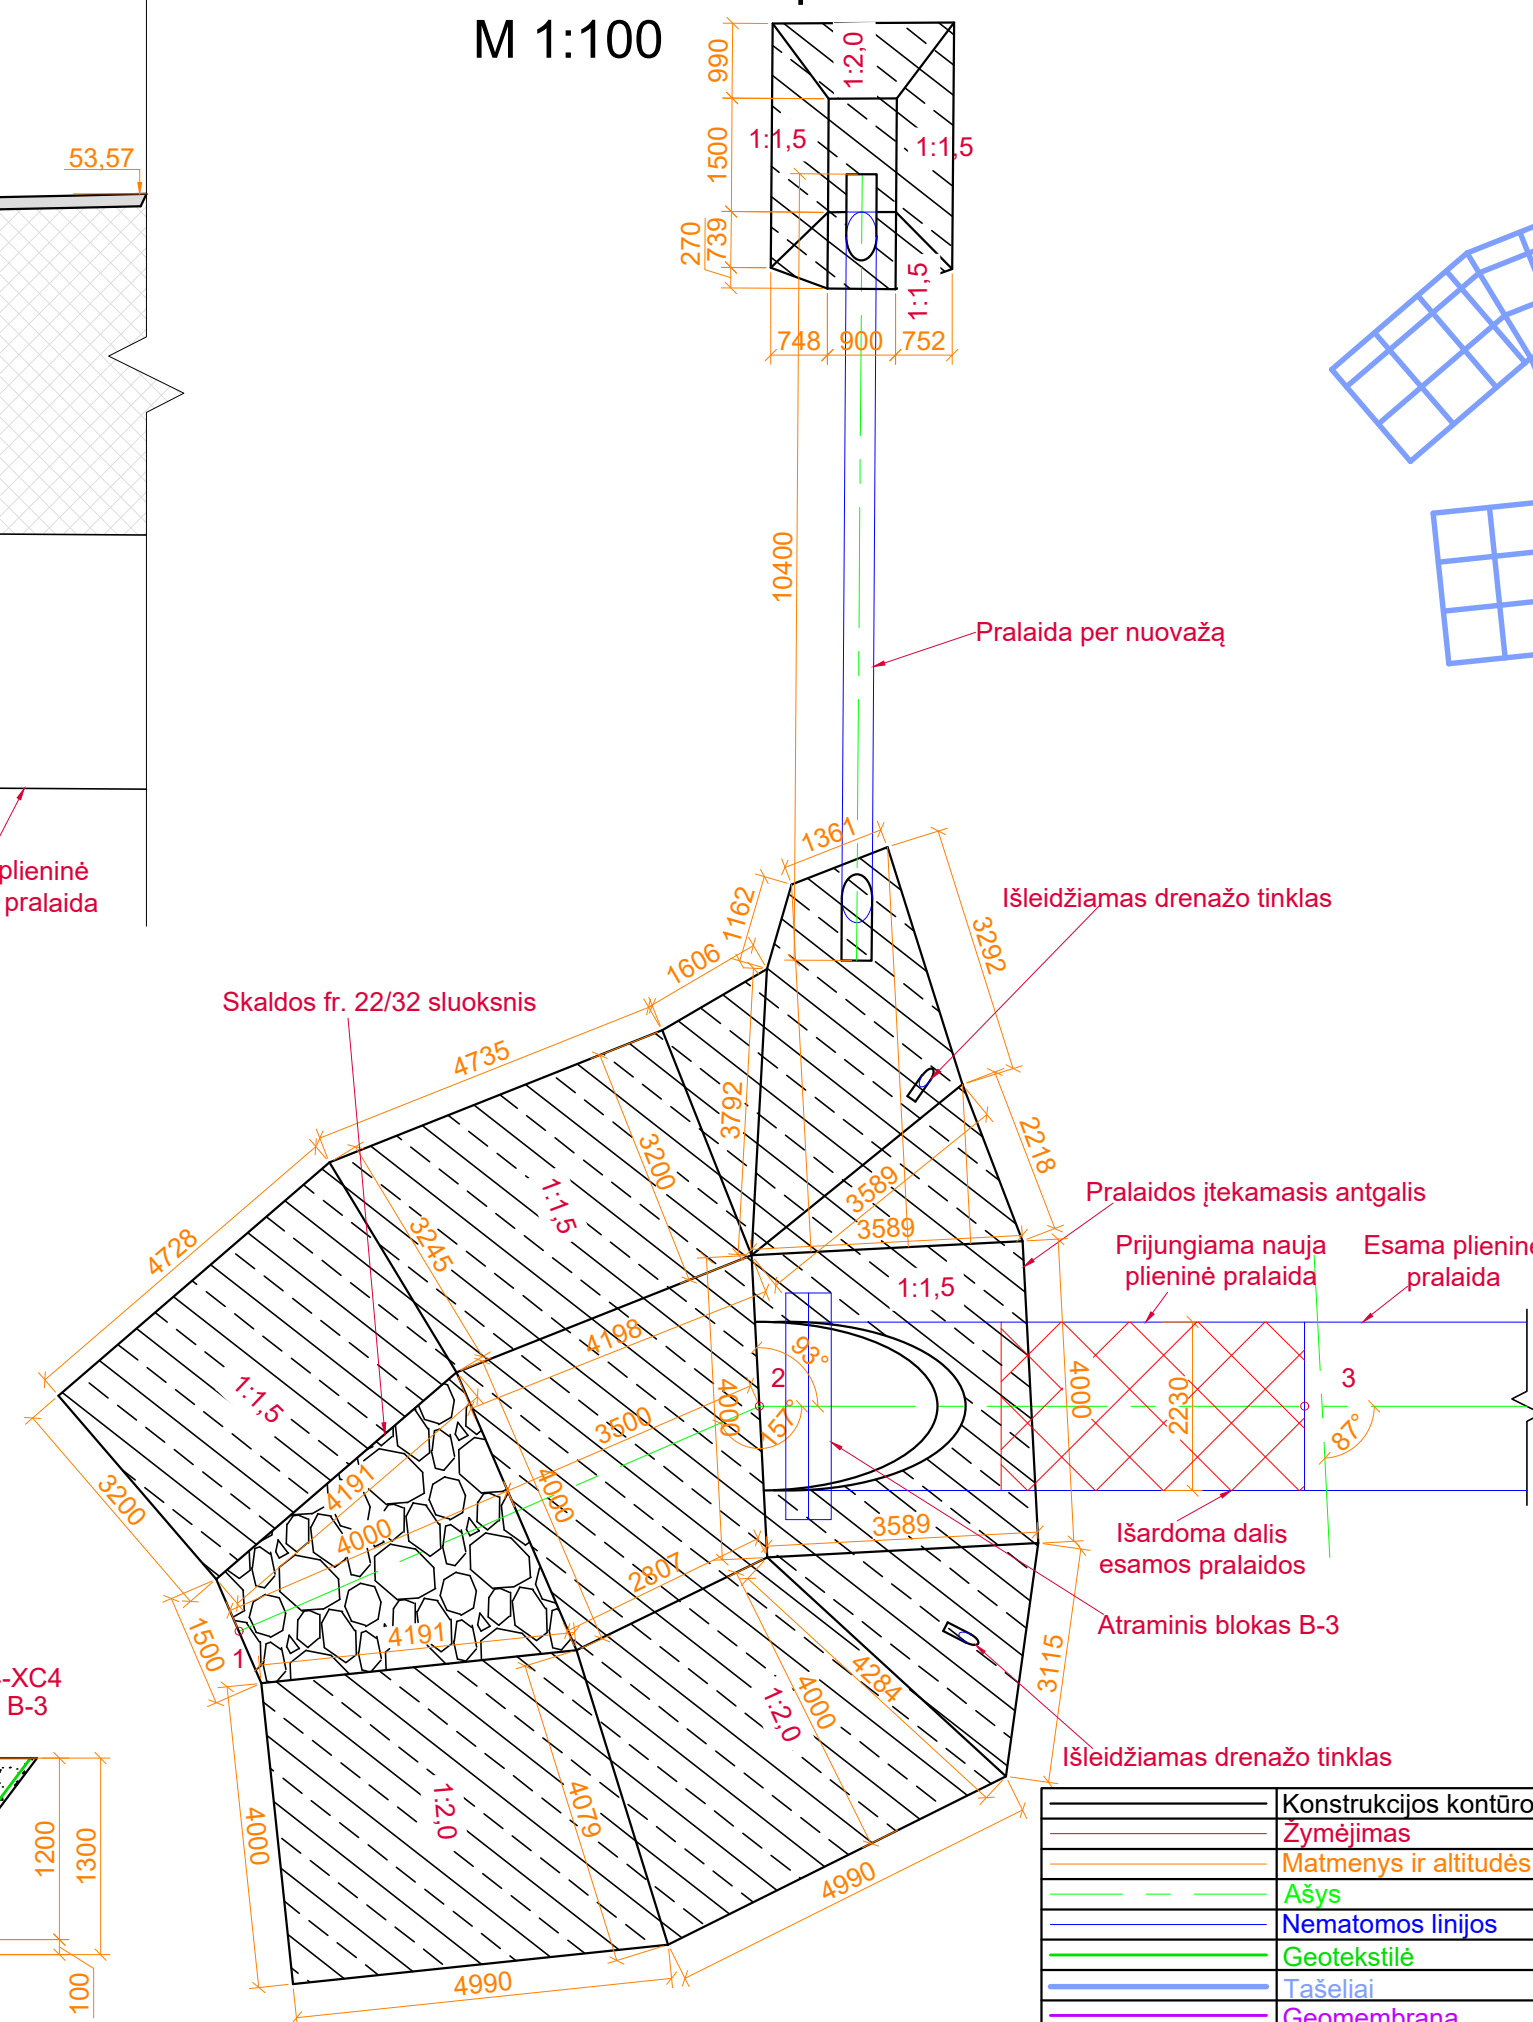 M 1:100
990
1:2,0
1500
1:1,5
1:1,5
53,57
270
739
1:1,5
748
900
752
10400
Pralaida per nuovažą
1361
plieninė
pralaida
1162
Išleidžiamas drenažo tinklas
3292
1606
Skaldos fr. 22/32 sluoksnis
4735
3792
3200
2218
3589
Pralaidos įtekamasis antgalis
1:1,5
3589
3245
4728
Prijungiama nauja
plieninė pralaida
Esama plieninė
pralaida
1:1,5
4198
93°
2
3
4000
4000
2230
1:1,5
3500
157°
87°
4191
3200
4000
4000
3589
Išardoma dalis
esamos pralaidos
2807
1500
4191
Atraminis blokas B-3
1
-XC4
B-3
4284
3115
4000
1:2,0
Išleidžiamas drenažo tinklas
4000
1:2,0
4079
1200
1300
4990
4990
100
Konstrukcijos kontūro
Žymėjimas
Matmenys ir altitudės
Ašys
Nematomos linijos
Geotekstilė
Tašeliai
Geomembrana